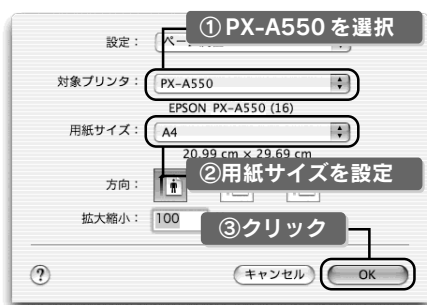 ①PX-A550を選択
設定：
対象プリンタ：
PX-A550
EPSON PX-A550 (16)
用紙サイズ：
A4
20.99 cm × 29.69 cm
②用紙サイズを設定
方向：
拡大縮小：
100
③クリック
?
キャンセル
OK